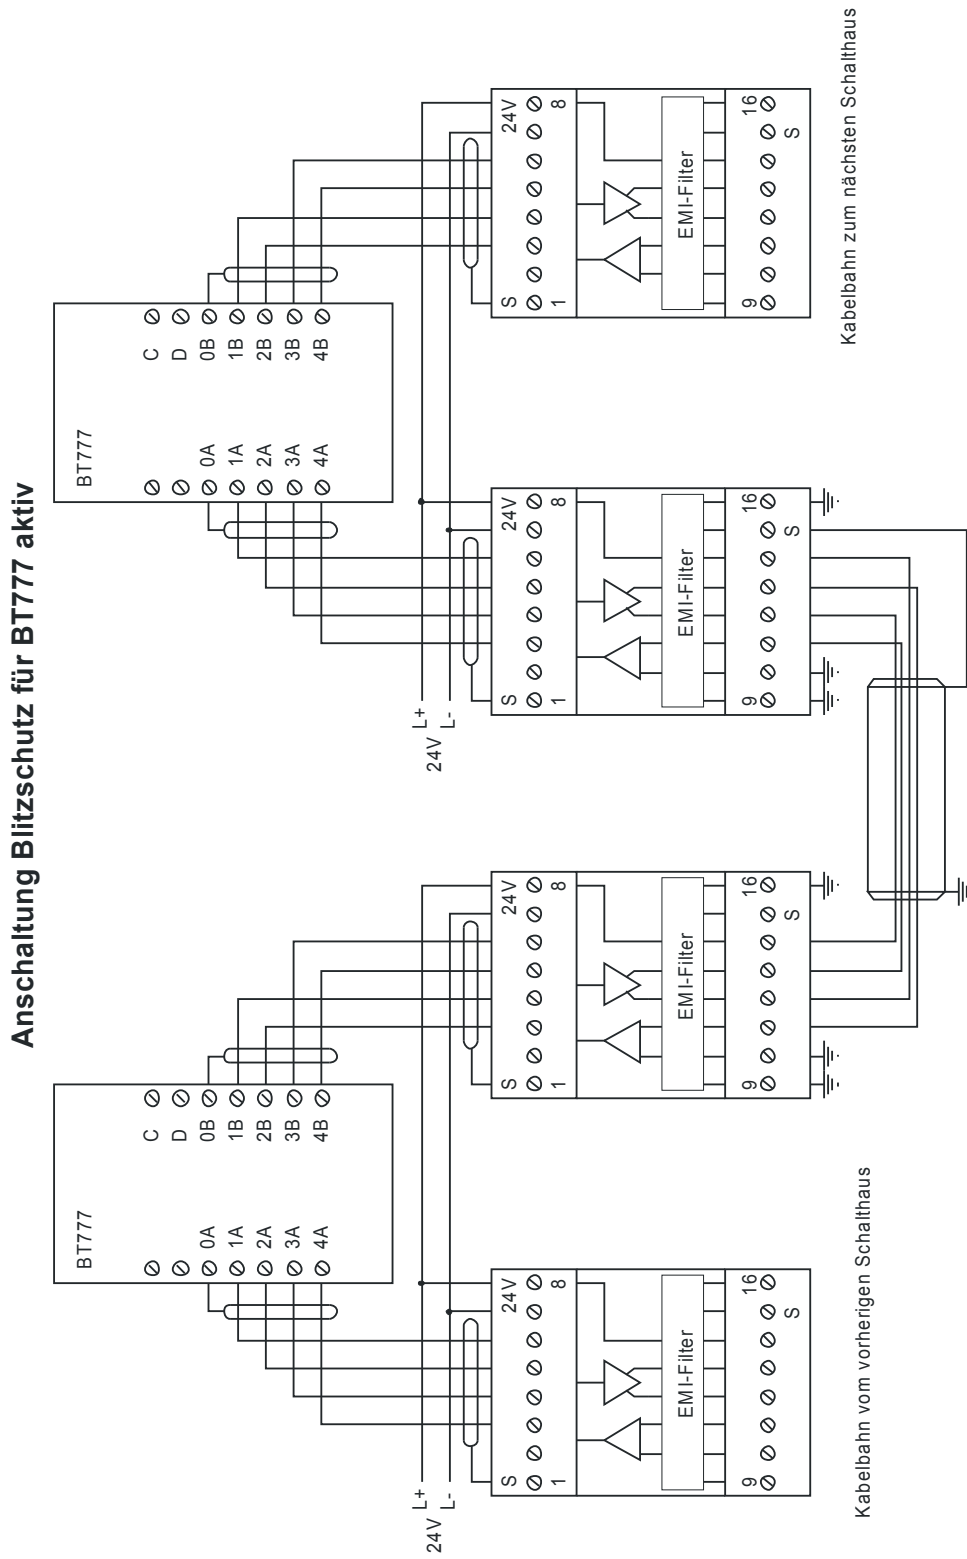 Anschaltung Blitzschutz für BT777 aktiv
BT777
C
D
0A 0B
1A 1B
2A 2B
3A 3B
4A 4B
BT777
C
D
0A 0B
1A 1B
2A 2B
3A 3B
4A 4B
24V L+
L-
24V L+
L-
S 24V
1 8
EMI-Filter
9 16
S
S 24V
1 8
EMI-Filter
9 16
S
S 24V
1 8
EMI-Filter
9 16
S
S 24V
1 8
EMI-Filter
9 16
S
Kabelbahn vom vorherigen Schalthaus
Kabelbahn zum nächsten Schalthaus